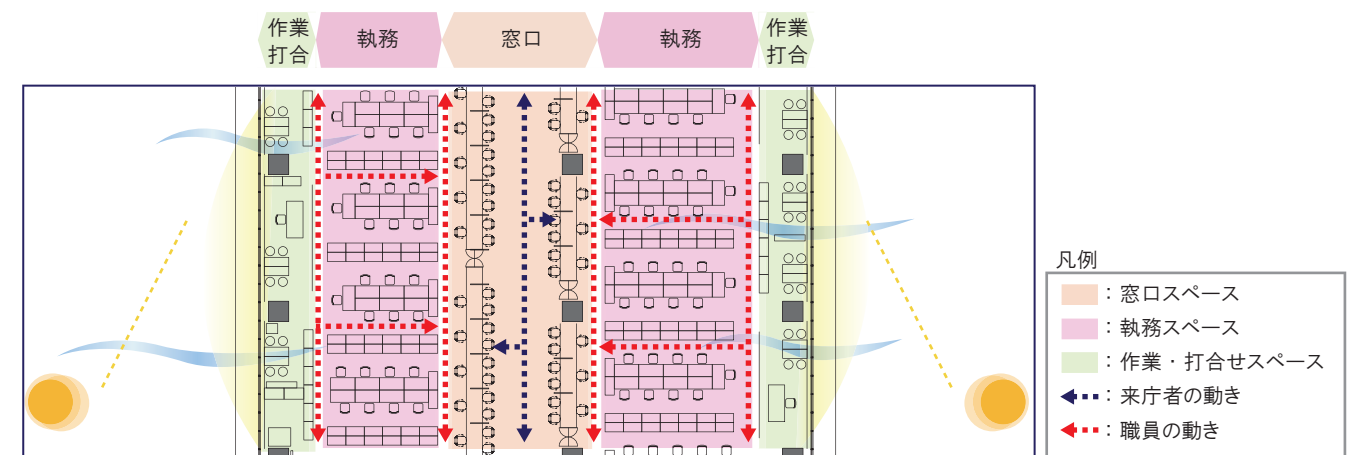 作業
打合
執務
窓口
執務
作業
打合
凡例
：窓口スペース
：執務スペース
：作業・打合せスペース
：来庁者の動き
：職員の動き